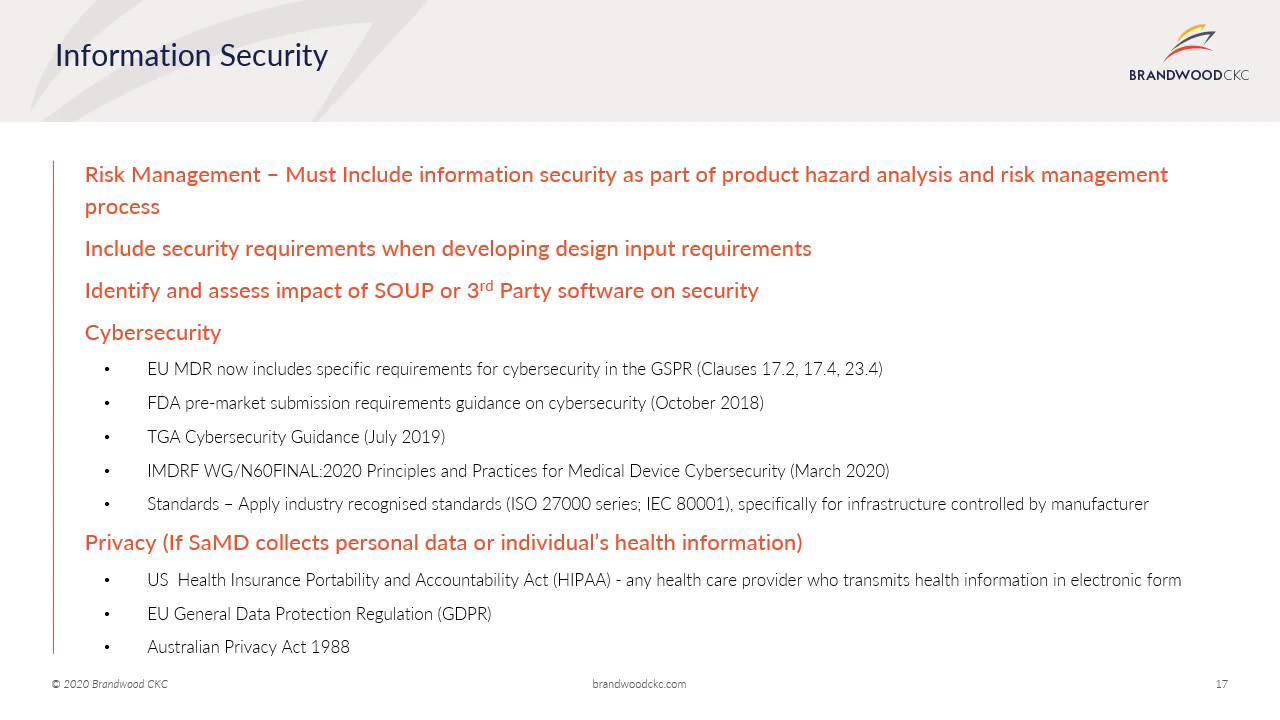 Information Security
BRANDWOODCKC
Risk Management – Must Include information security as part of product hazard analysis and risk management
process
Include security requirements when developing design input requirements
Identify and assess impact of SOUP or 3rd Party software on security
Cybersecurity
• EU MDR now includes specific requirements for cybersecurity in the GSPR (Clauses 17.2, 17.4, 23.4)
• FDA pre-market submission requirements guidance on cybersecurity (October 2018)
• TGA Cybersecurity Guidance (July 2019)
• IMDRF WG/N60FINAL:2020 Principles and Practices for Medical Device Cybersecurity (March 2020)
• Standards – Apply industry recognised standards (ISO 27000 series; IEC 80001), specifically for infrastructure controlled by manufacturer
Privacy (If SaMD collects personal data or individual’s health information)
• US  Health Insurance Portability and Accountability Act (HIPAA) - any health care provider who transmits health information in electronic form
• EU General Data Protection Regulation (GDPR)
• Australian Privacy Act 1988
© 2020 Brandwood CKC
brandwoodckc.com
17